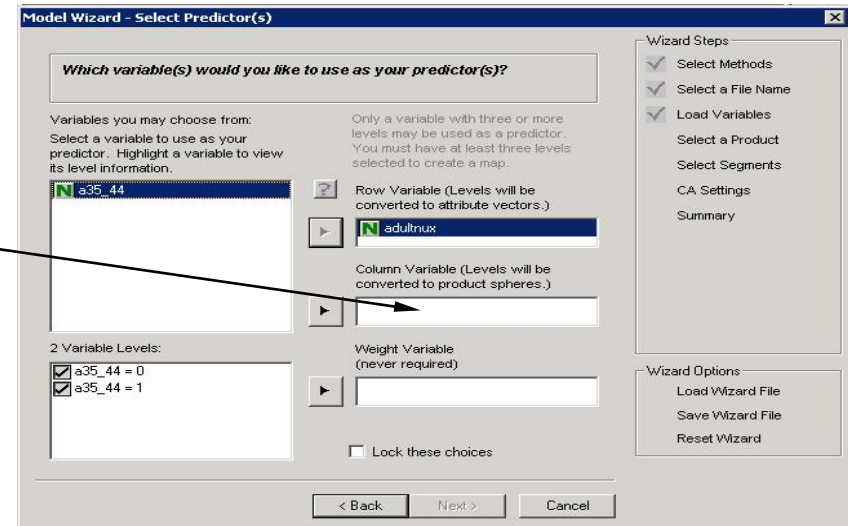 Model Wizard - Select Predictor(s)
Which variable(s) would you like to use as your predictor(s)?
Variables you may choose from:
Select a variable to use as your
predictor. Highlight a variable to view
its level information.
N a35_44
2 Variable Levels:
a35_44 = 0
a35_44 = 1
Only a variable with three or more
levels may be used as a predictor.
You must have at least three levels
selected to create a map.
?
Row Variable (Levels will be
converted to attribute vectors.)
N adultnux
Column Variable (Levels will be
converted to product spheres.)
Weight Variable
(never required)
Lock these choices
< Back
Next >
Cancel
Wizard Steps
Select Methods
Select a File Name
Load Variables
Select a Product
Select Segments
CA Settings
Summary
Wizard Options
Load Wizard File
Save Wizard File
Reset Wizard